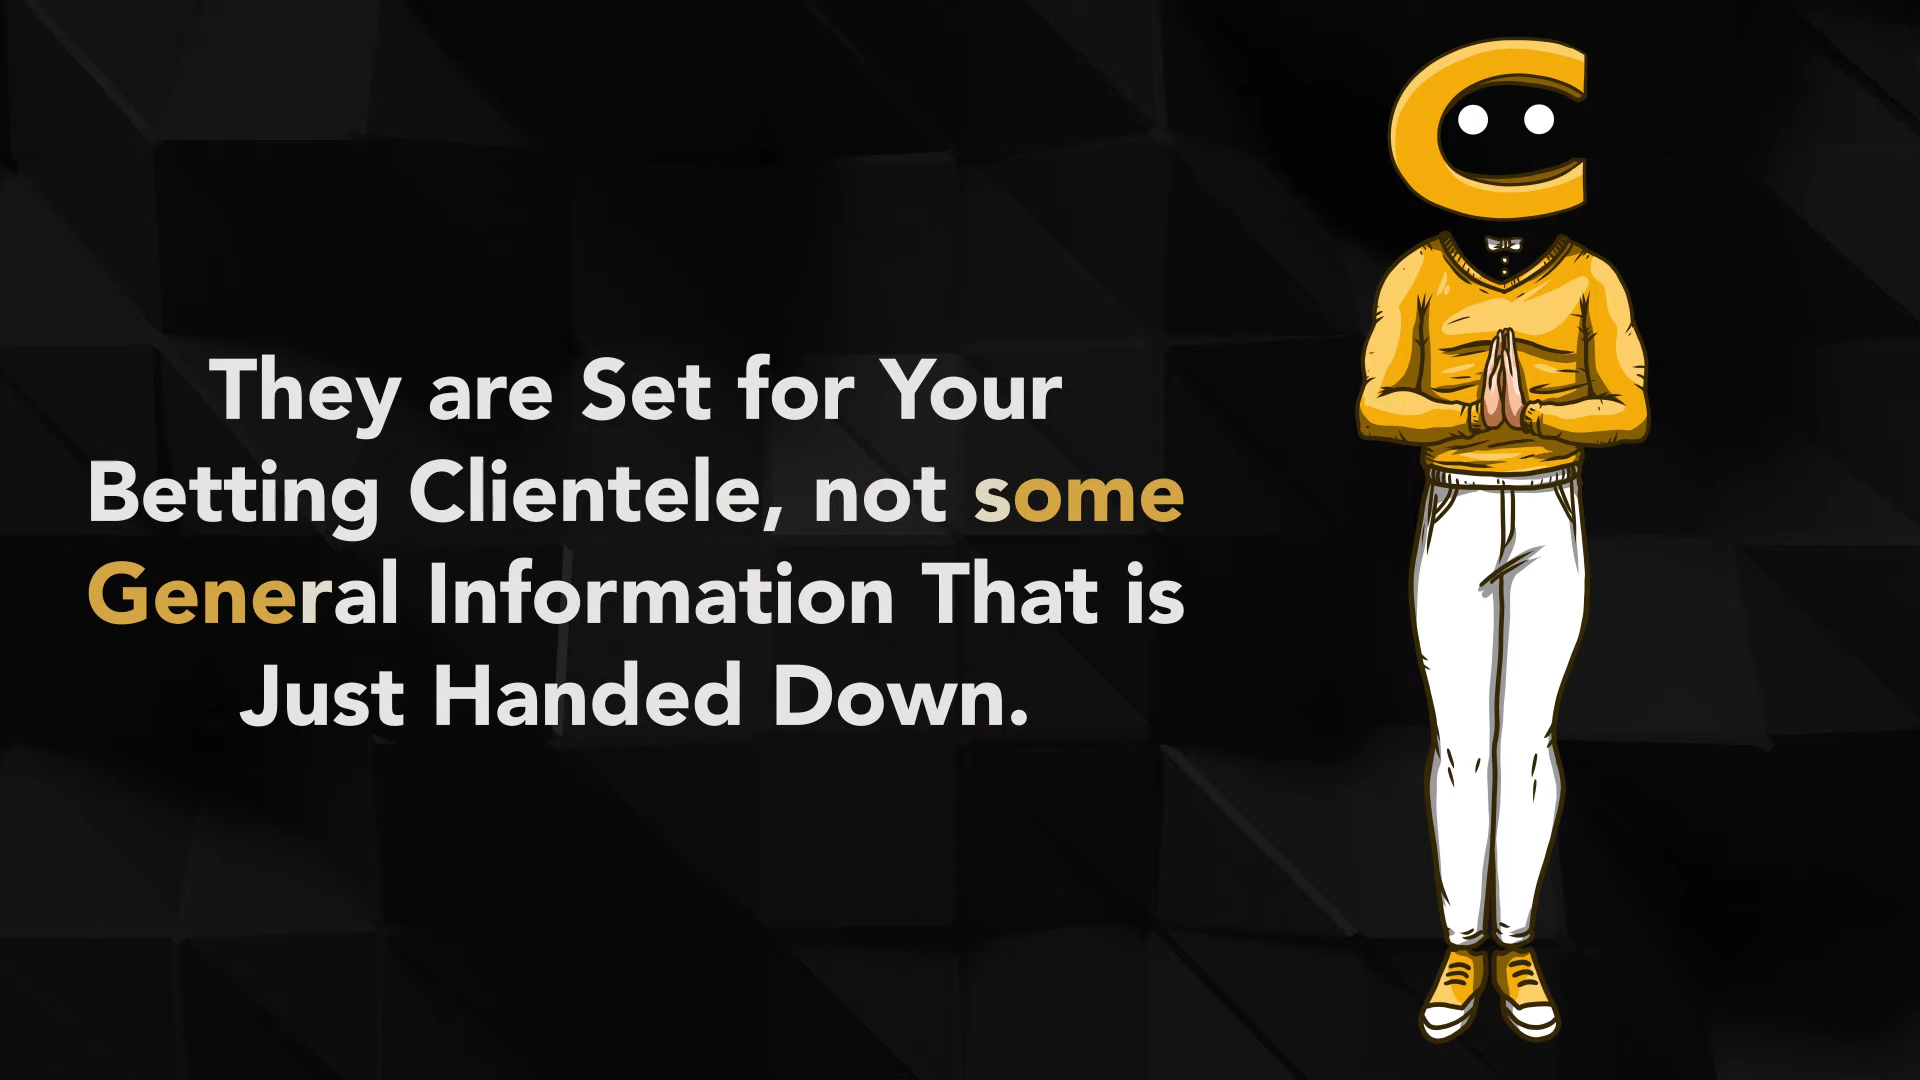 They are Set for Your
Betting Clientele, not some
General Information That is
Just Handed Down.